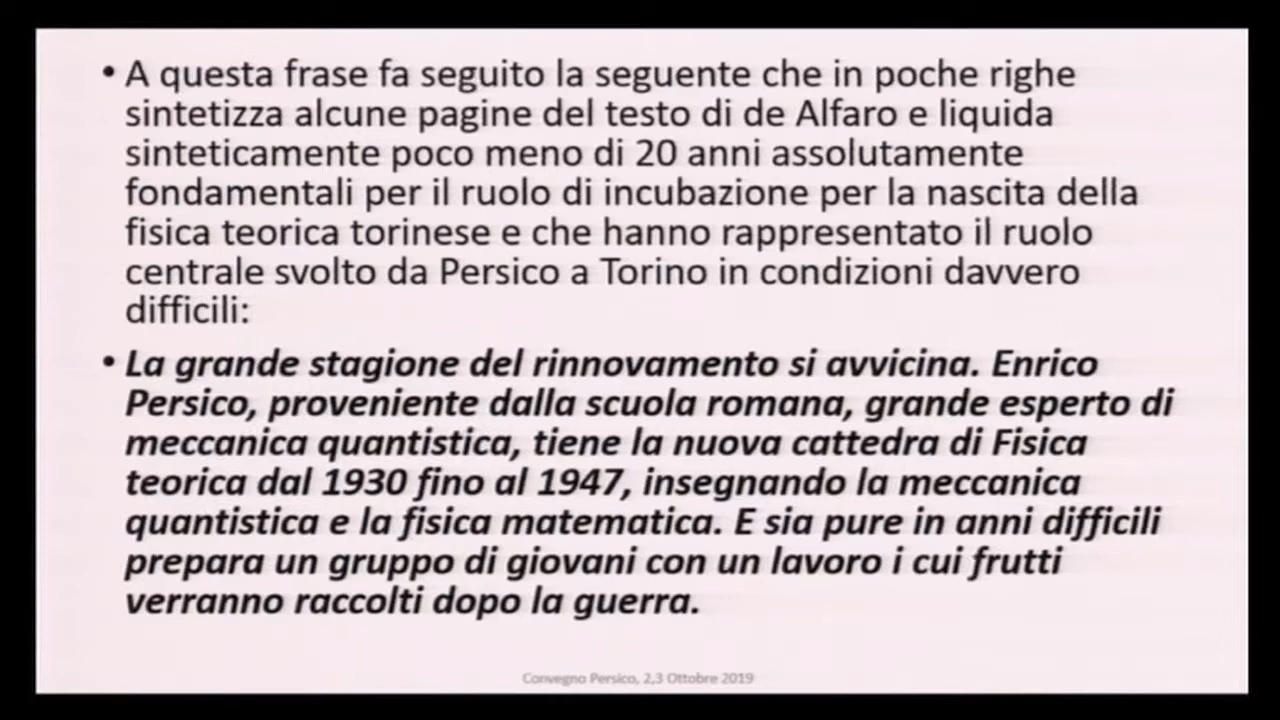 • A questa frase fa seguito la seguente che in poche righe
sintetizza alcune pagine del testo di de Alfaro e liquida
sinteticamente poco meno di 20 anni assolutamente
fondamentali per il ruolo di incubazione per la nascita della
fisica teorica torinese e che hanno rappresentato il ruolo
centrale svolto da Persico a Torino in condizioni davvero
difficili:
• La grande stagione del rinnovamento si avvicina. Enrico
Persico, proveniente dalla scuola romana, grande esperto di
meccanica quantistica, tiene la nuova cattedra di Fisica
teorica dal 1930 fino al 1947, insegnando la meccanica
quantistica e la fisica matematica. E sia pure in anni difficili
prepara un gruppo di giovani con un lavoro i cui frutti
verranno raccolti dopo la guerra.
Convegno Persico, 2,3 Ottobre 2019